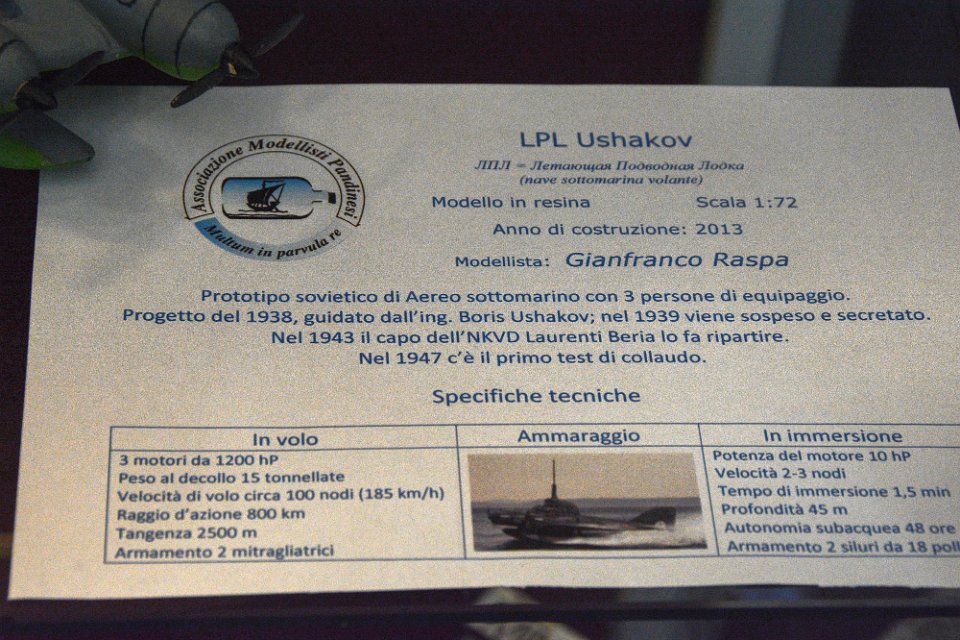 Associazione Modellisti Pandinesi
Multum in parvula re
LPL Ushakov
ЛПЛ = Летающая Подводная Лодка
(nave sottomarina volante)
Modello in resina Scala 1:72
Anno di costruzione: 2013
Modellista: Gianfranco Raspa
Prototipo sovietico di Aereo sottomarino con 3 persone di equipaggio.
Progetto del 1938, guidato dall'ing. Boris Ushakov; nel 1939 viene sospeso e secretato.
Nel 1943 il capo dell'NKVD Laurenti Beria lo fa ripartire.
Nel 1947 c'è il primo test di collaudo.
Specifiche tecniche
In volo
3 motori da 1200 hP
Peso al decollo 15 tonnellate
Velocità di volo circa 100 nodi (185 km/h)
Raggio d'azione 800 km
Tangenza 2500 m
Armamento 2 mitragliatrici
Ammaraggio
In immersione
Potenza del motore 10 hP
Velocità 2-3 nodi
Tempo di immersione 1,5 min
Profondità 45 m
Autonomia subacquea 48 ore
Armamento 2 siluri da 18 poll